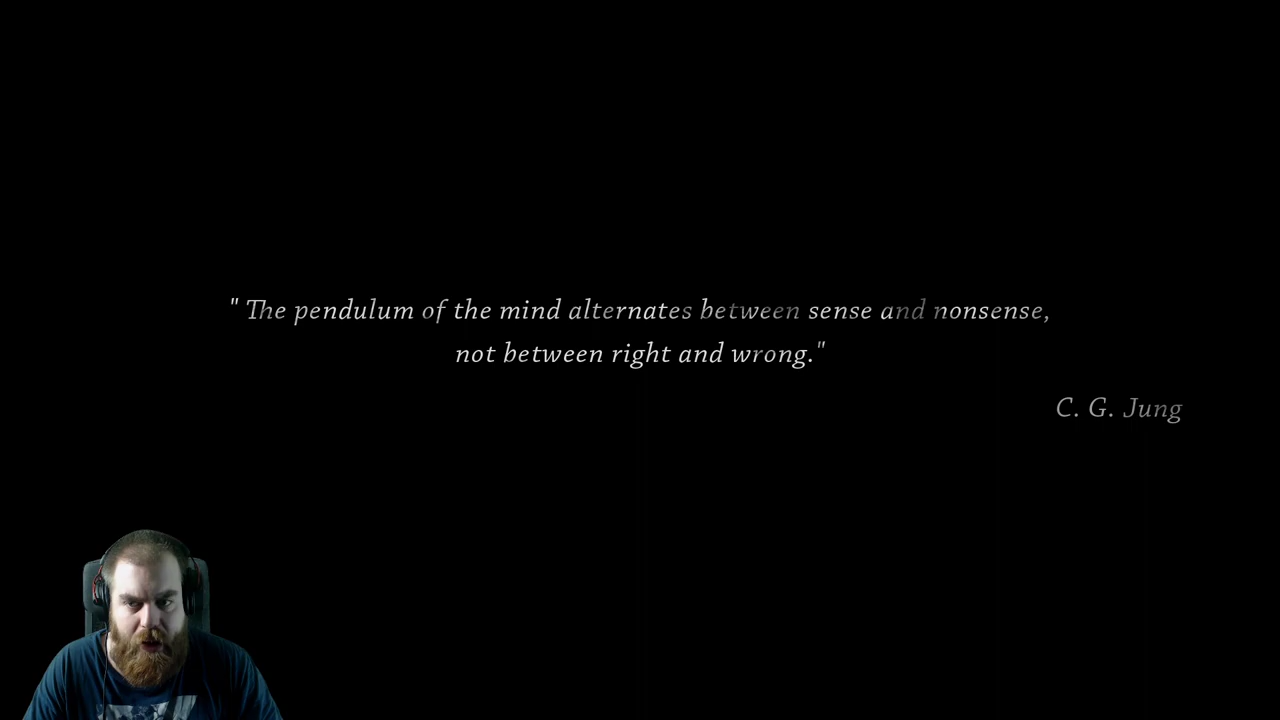 " The pendulum of the mind alternates between sense and nonsense,
not between right and wrong."
C. G. Jung